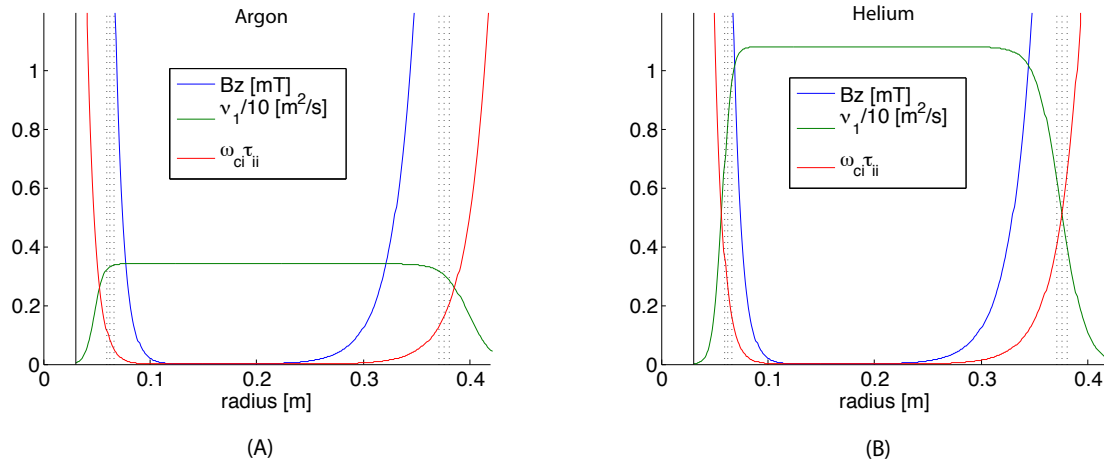 Argon
1
0.8
0.6
0.4
0.2
0
0 0.1 0.2 0.3 0.4
radius [m]
Bz [mT]
ν₁/10 [m²/s]
ω_ciτ_ii
(A)
Helium
1
0.8
0.6
0.4
0.2
0
0 0.1 0.2 0.3 0.4
radius [m]
Bz [mT]
ν₁/10 [m²/s]
ω_ciτ_ii
(B)